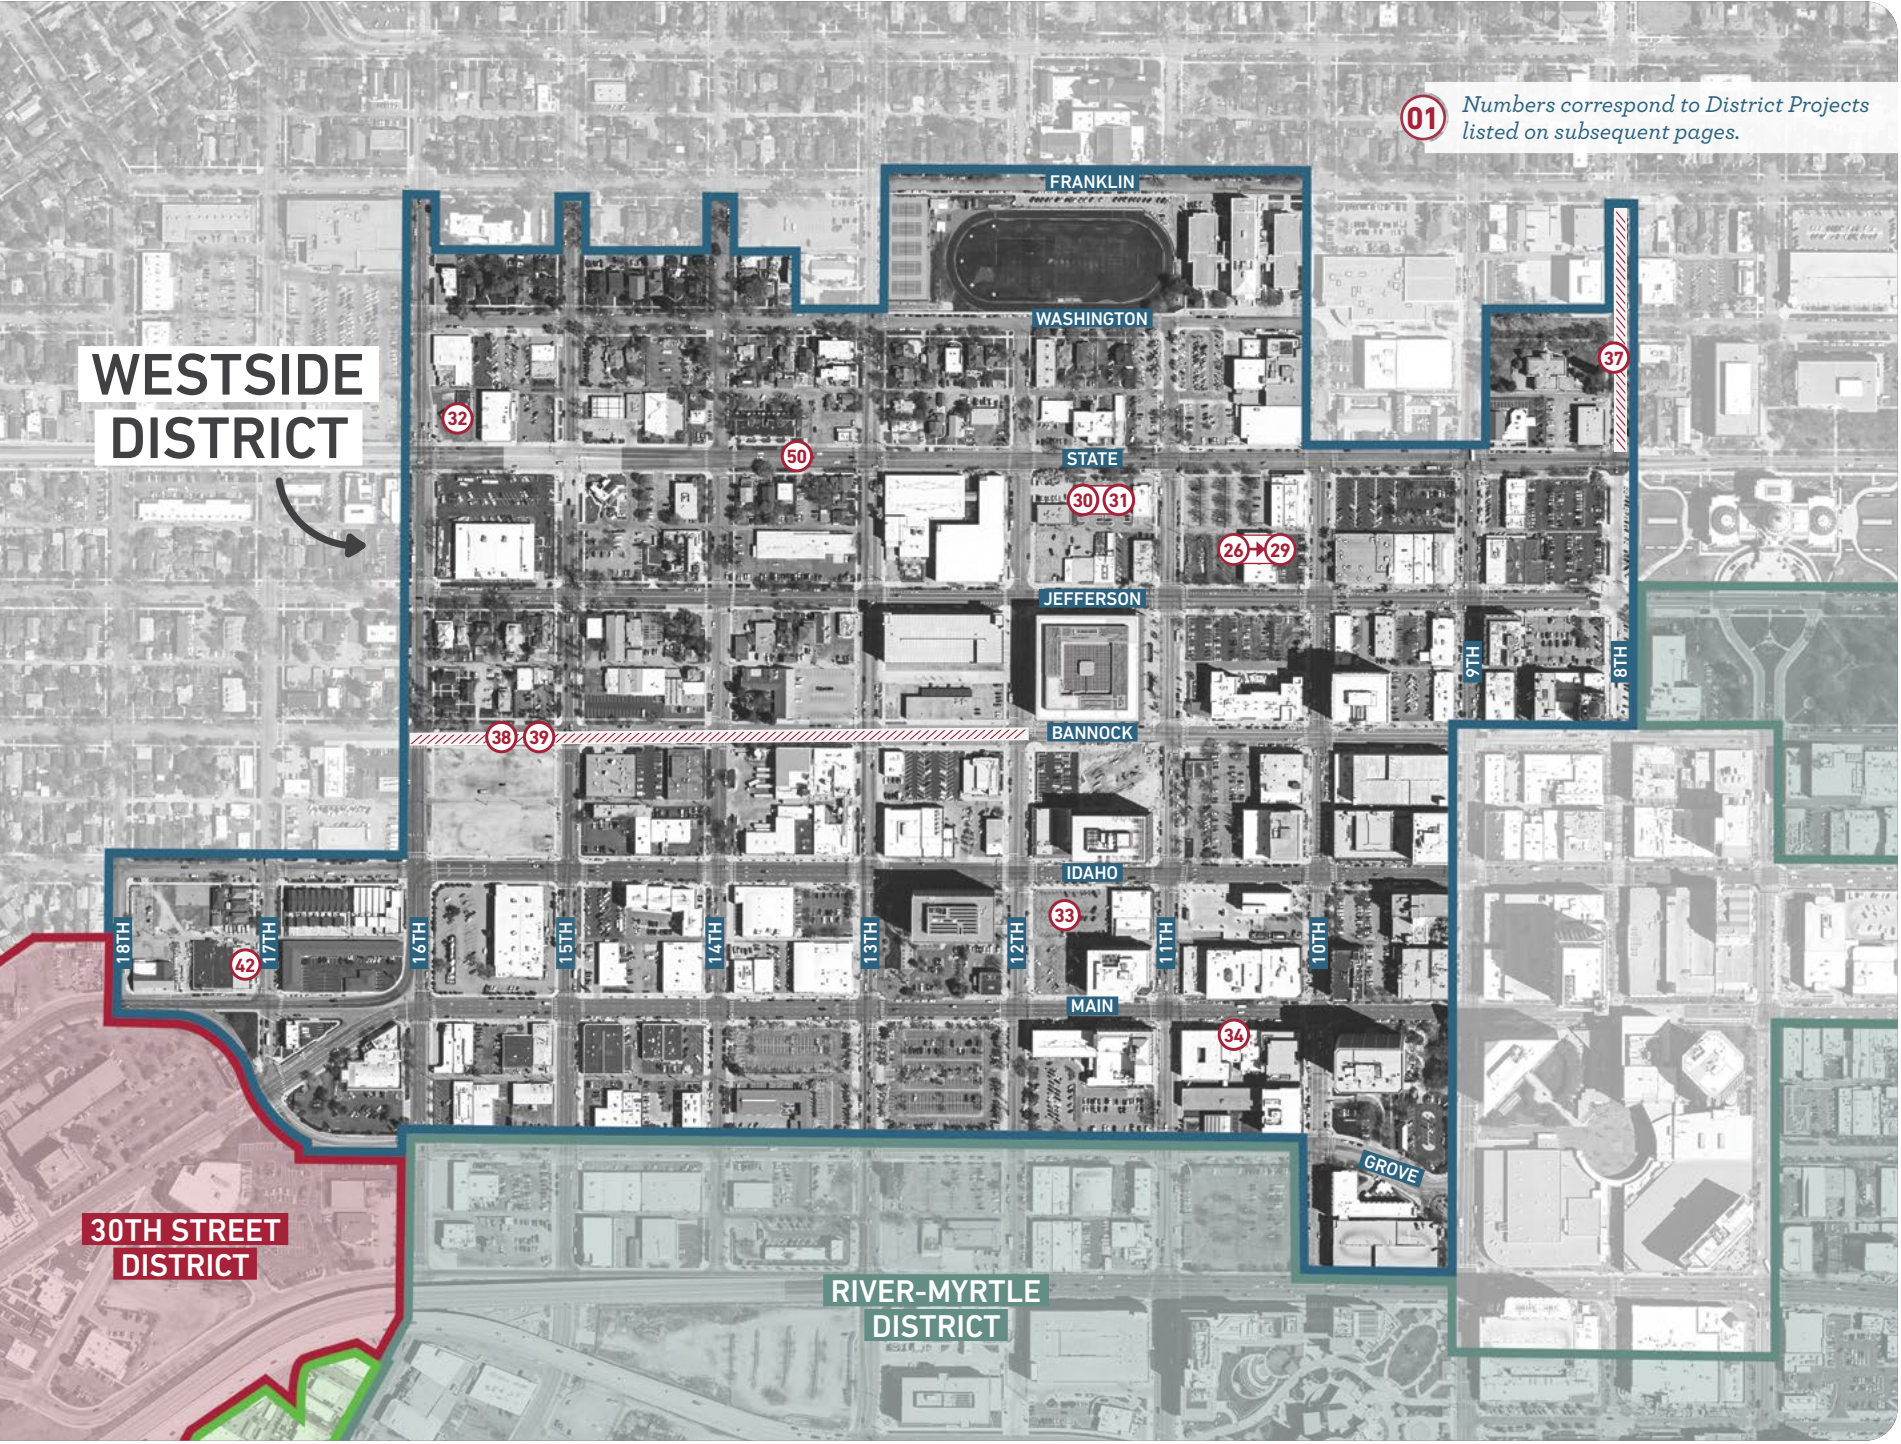 01
Numbers correspond to District Projects
listed on subsequent pages.
FRANKLIN
WASHINGTON
37
WESTSIDE
DISTRICT
32
50
STATE
30 31
26 29
JEFFERSON
9TH
8TH
38 39
BANNOCK
IDAHO
18TH
17TH
16TH
15TH
14TH
13TH
12TH
11TH
10TH
33
42
MAIN
34
GROVE
30TH STREET
DISTRICT
RIVER-MYRTLE
DISTRICT